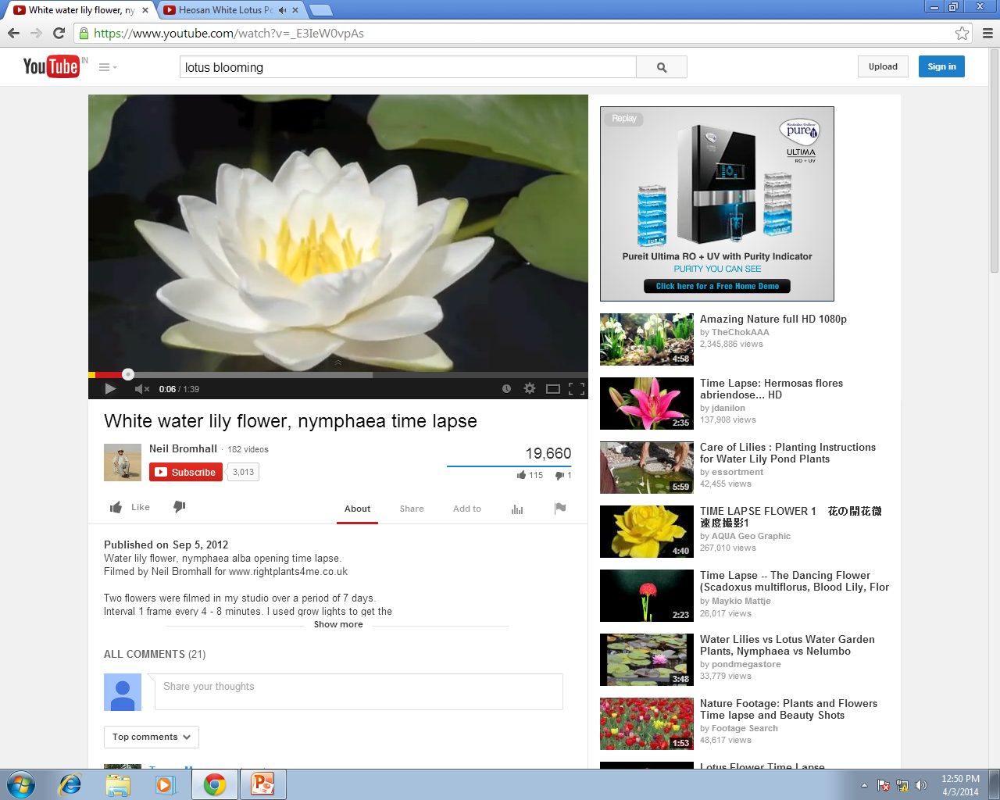 White water lily flower, ny
Heosan White Lotus Po
https://www.youtube.com/watch?v=_E3IeW0vpAs
YouTube IN
lotus blooming
Upload
Sign in
Replay
pureit
ULTIMA
RO + UV
Pureit Ultima RO + UV with Purity Indicator
PURITY YOU CAN SEE
Click here for a Free Home Demo
0:06 / 1:39
White water lily flower, nymphaea time lapse
Neil Bromhall · 182 videos
Subscribe 3,013
19,660
115 1
Like
About Share Add to
Published on Sep 5, 2012
Water lily flower, nymphaea alba opening time lapse.
Filmed by Neil Bromhall for www.rightplants4me.co.uk
Two flowers were filmed in my studio over a period of 7 days.
Interval 1 frame every 4 - 8 minutes. I used grow lights to get the
Show more
ALL COMMENTS (21)
Share your thoughts
Top comments
Amazing Nature full HD 1080p
by TheChokAAA
2,345,886 views
4:58
Time Lapse: Hermosas flores
abriendose... HD
by jdanilon
137,908 views
2:35
Care of Lilies : Planting Instructions
for Water Lily Pond Plants
by essortment
42,455 views
5:59
TIME LAPSE FLOWER 1 花の開花微
速度撮影1
by AQUA Geo Graphic
267,010 views
4:40
Time Lapse -- The Dancing Flower
(Scadoxus multiflorus, Blood Lily, Flor
by Maykio Mattje
26,017 views
2:23
Water Lilies vs Lotus Water Garden
Plants, Nymphaea vs Nelumbo
by pondmegastore
33,779 views
3:48
Nature Footage: Plants and Flowers
Time lapse and Beauty Shots
by Footage Search
48,617 views
1:53
Lotus Flower Time Lapse
12:50 PM
4/3/2014